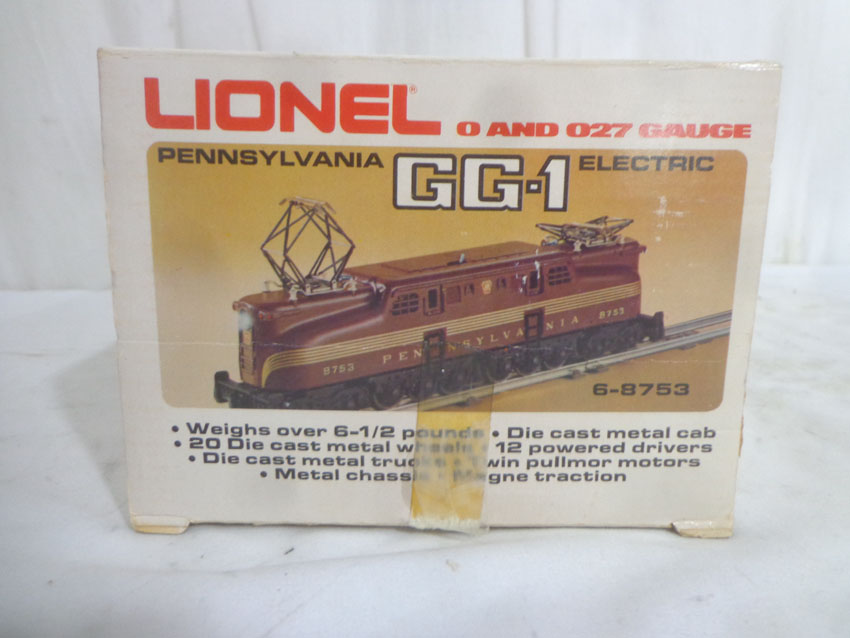 LIONEL®
O AND O27 GAUGE
PENNSYLVANIA GG-1 ELECTRIC
PENNSYLVANIA 8753
8753
6-8753
• Weighs over 6-1/2 pounds • Die cast metal cab
• 20 Die cast metal wheels • 12 powered drivers
• Die cast metal trucks • Twin pullmor motors
• Metal chassis • Magne traction